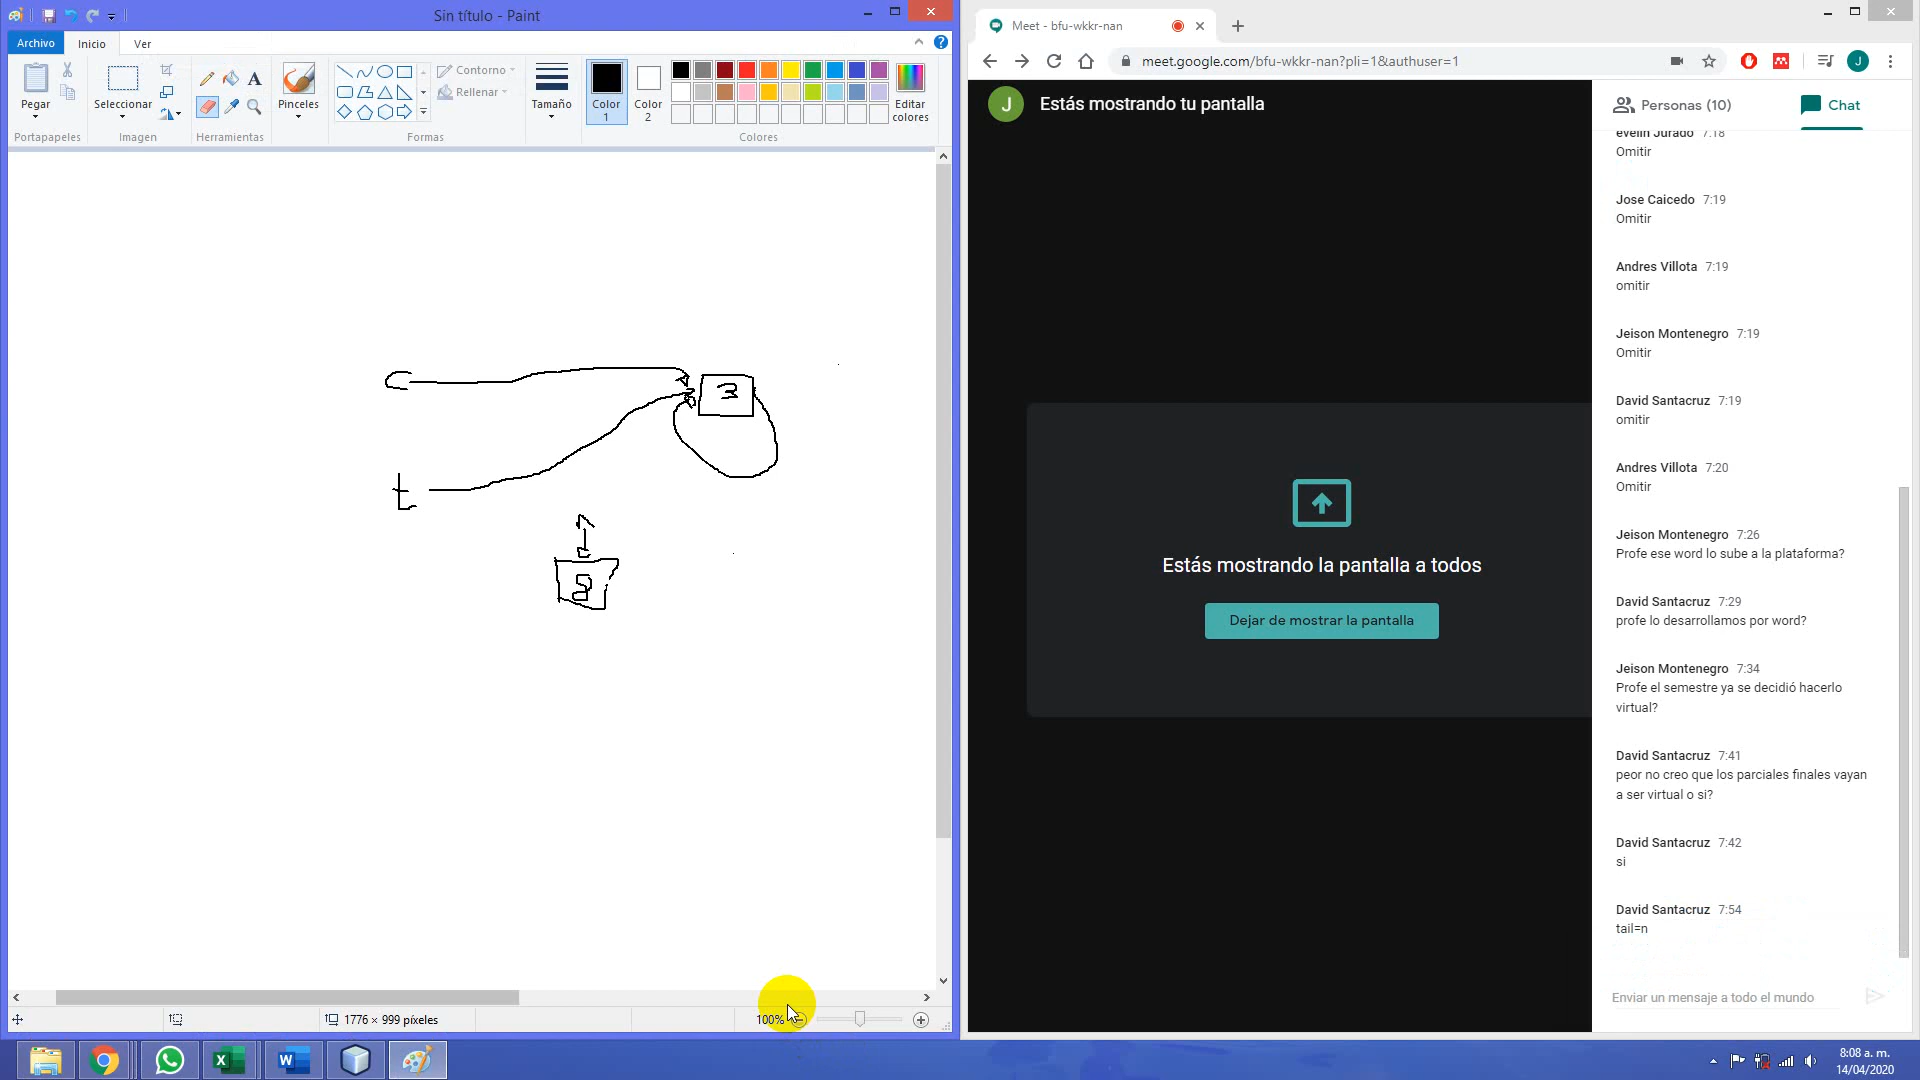 Sin título - Paint
Archivo
Inicio
Ver
Pegar
Seleccionar
Pinceles
Contorno
Rellenar
Tamaño
Color 1
Color 2
Editar colores
Portapapeles
Imagen
Herramientas
Formas
Colores
C
3
t
2
1776 × 999 píxeles
100%
Meet - bfu-wkkr-nan
meet.google.com/bfu-wkkr-nan?pli=1&authuser=1
J
J
Estás mostrando tu pantalla
Personas (10)
Chat
Estás mostrando la pantalla a todos
Dejar de mostrar la pantalla
evelin Jurado 7:18
Omitir
Jose Caicedo 7:19
Omitir
Andres Villota 7:19
omitir
Jeison Montenegro 7:19
Omitir
David Santacruz 7:19
omitir
Andres Villota 7:20
Omitir
Jeison Montenegro 7:26
Profe ese word lo sube a la plataforma?
David Santacruz 7:29
profe lo desarrollamos por word?
Jeison Montenegro 7:34
Profe el semestre ya se decidió hacerlo
virtual?
David Santacruz 7:41
peor no creo que los parciales finales vayan
a ser virtual o si?
David Santacruz 7:42
si
David Santacruz 7:54
tail=n
Enviar un mensaje a todo el mundo
8:08 a. m.
14/04/2020